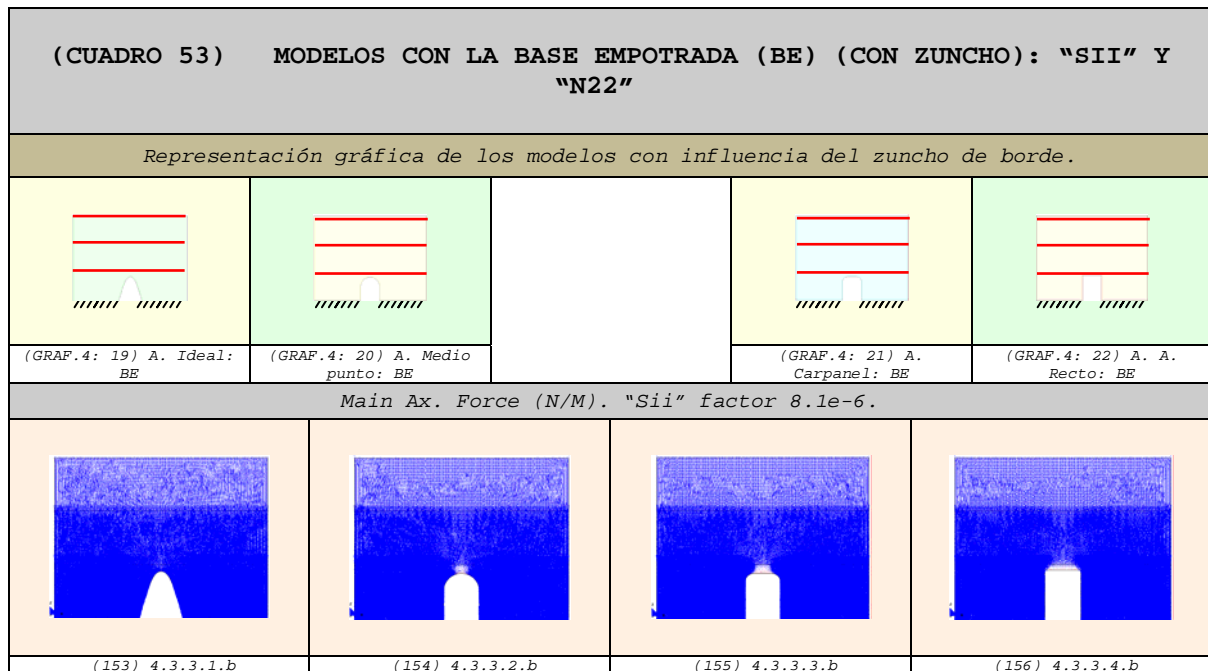 (CUADRO 53) MODELOS CON LA BASE EMPOTRADA (BE) (CON ZUNCHO): “SII” Y
“N22”
Representación gráfica de los modelos con influencia del zuncho de borde.
(GRAF.4: 19) A. Ideal:
BE
(GRAF.4: 20) A. Medio
punto: BE
(GRAF.4: 21) A.
Carpanel: BE
(GRAF.4: 22) A. A.
Recto: BE
Main Ax. Force (N/M). “Sii” factor 8.1e-6.
(153) 4.3.3.1.b
(154) 4.3.3.2.b
(155) 4.3.3.3.b
(156) 4.3.3.4.b